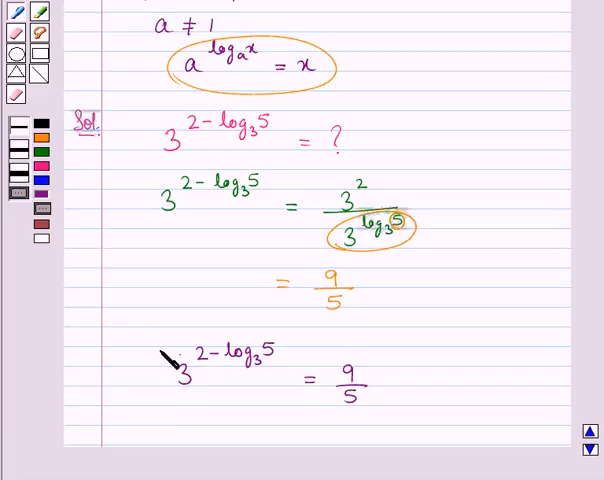 a ≠ 1
a^{log_a x} = x
Sol.
3^{2 - log_3 5} = ?
3^{2 - log_3 5} = 3^2 / 3^{log_3 5}
= 9/5
3^{2 - log_3 5} = 9/5